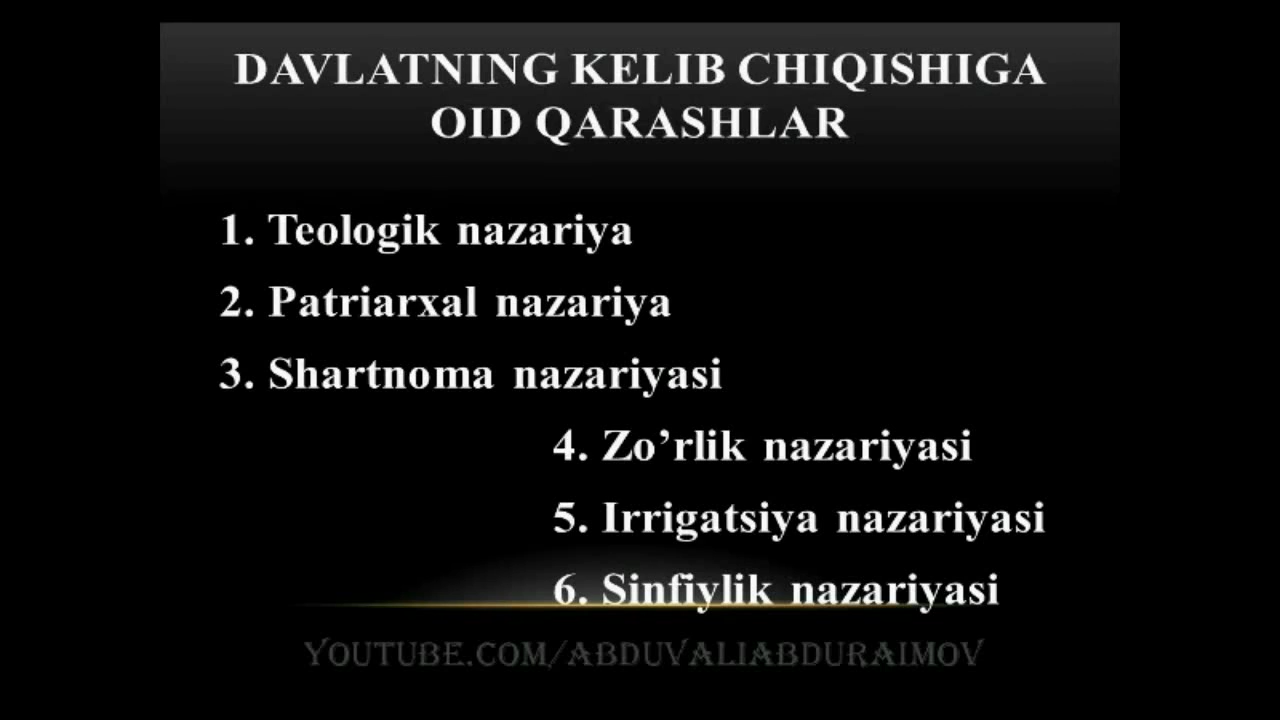 DAVLATNING KELIB CHIQISHIGA
OID QARASHLAR
1. Teologik nazariya
2. Patriarxal nazariya
3. Shartnoma nazariyasi
4. Zo’rlik nazariyasi
5. Irrigatsiya nazariyasi
6. Sinfiylik nazariyasi
YOUTUBE.COM/ABDUVALIABDURAIMOV